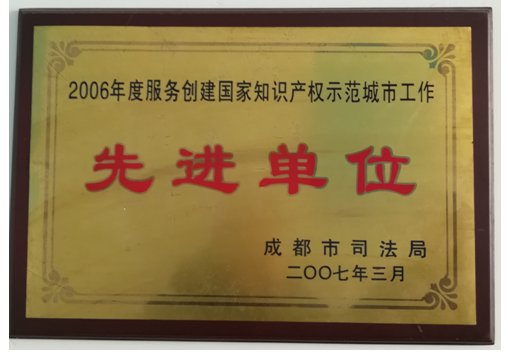 2006年度服务创建国家知识产权示范城市工作
先进单位
成都市司法局
二〇〇七年三月